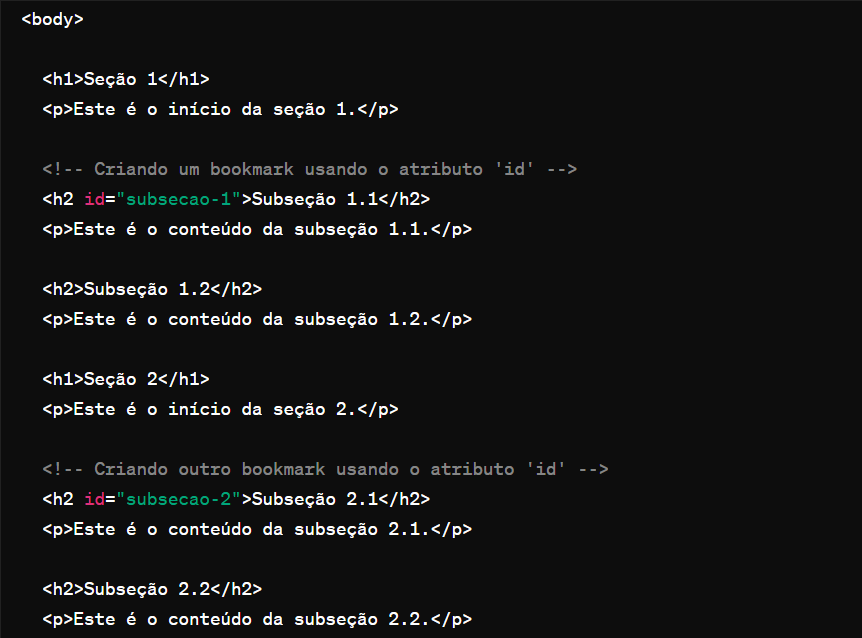 <body>
<h1>Seção 1</h1>
<p>Este é o início da seção 1.</p>
<!-- Criando um bookmark usando o atributo 'id' -->
<h2 id="subsecao-1">Subseção 1.1</h2>
<p>Este é o conteúdo da subseção 1.1.</p>
<h2>Subseção 1.2</h2>
<p>Este é o conteúdo da subseção 1.2.</p>
<h1>Seção 2</h1>
<p>Este é o início da seção 2.</p>
<!-- Criando outro bookmark usando o atributo 'id' -->
<h2 id="subsecao-2">Subseção 2.1</h2>
<p>Este é o conteúdo da subseção 2.1.</p>
<h2>Subseção 2.2</h2>
<p>Este é o conteúdo da subseção 2.2.</p>